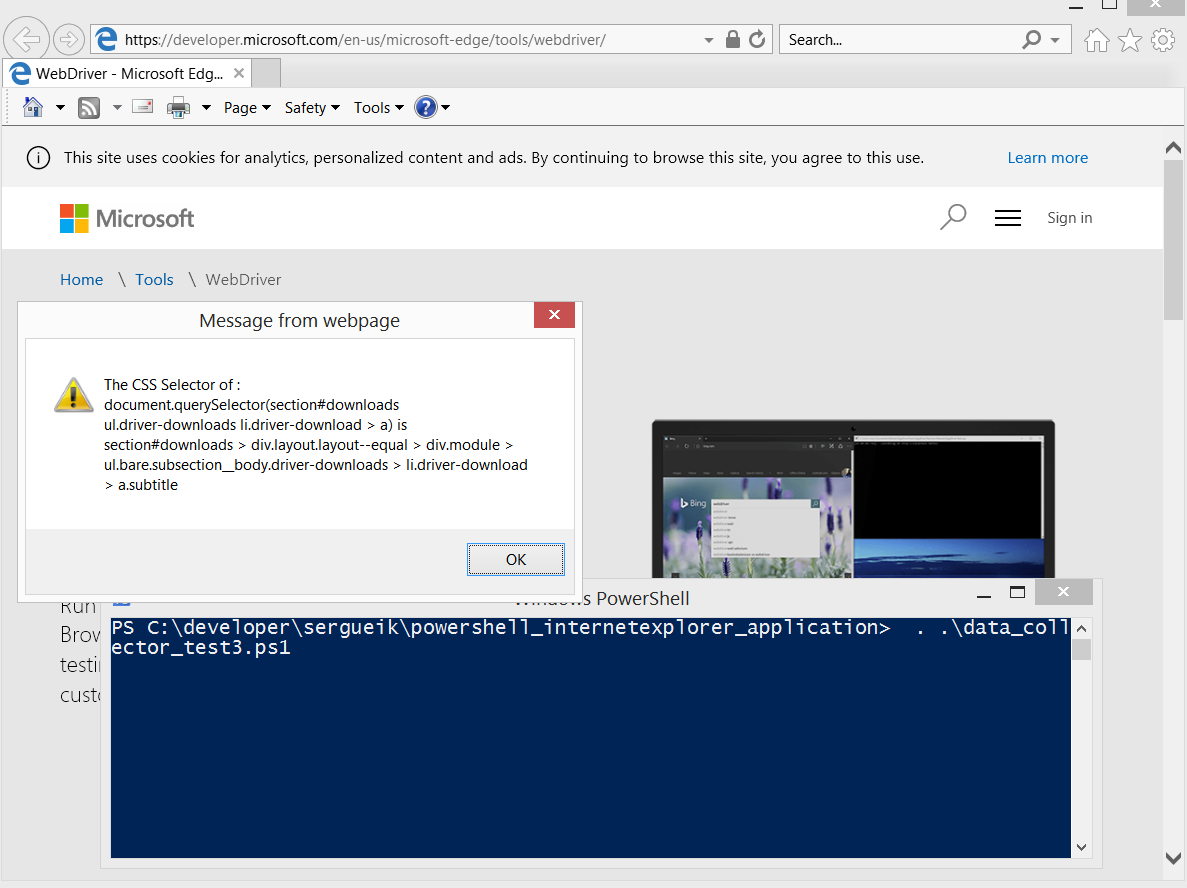 https://developer.microsoft.com/en-us/microsoft-edge/tools/webdriver/
Search...
WebDriver - Microsoft Edg...
Page Safety Tools
This site uses cookies for analytics, personalized content and ads. By continuing to browse this site, you agree to this use. Learn more
Microsoft
Sign in
Home \ Tools \ WebDriver
Message from webpage
The CSS Selector of :
document.querySelector(section#downloads
ul.driver-downloads li.driver-download > a) is
section#downloads > div.layout.layout--equal > div.module >
ul.bare.subsection__body.driver-downloads > li.driver-download
> a.subtitle
OK
Bing
webdriver
Run
Windows PowerShell
PS C:\developer\sergueik\powershell_internetexplorer_application> . .\data_coll
ector_test3.ps1